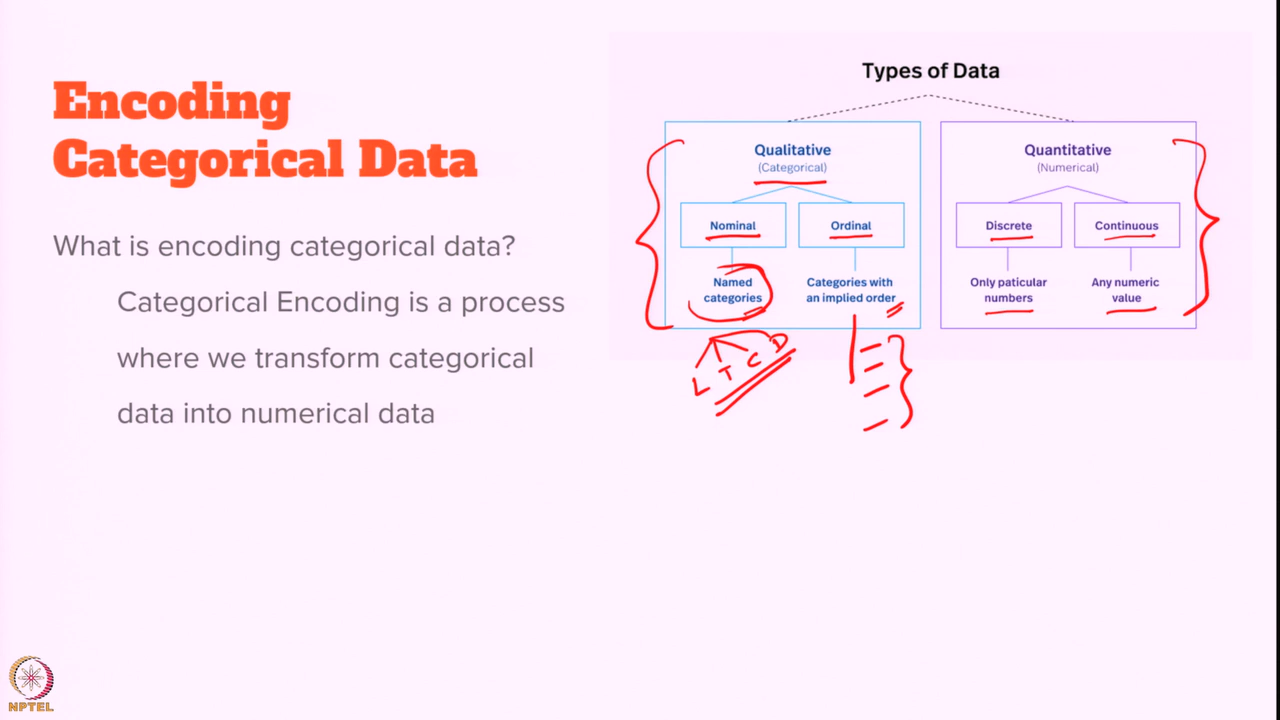 Encoding
Categorical Data
What is encoding categorical data?
Categorical Encoding is a process
where we transform categorical
data into numerical data
Types of Data
Qualitative
(Categorical)
Nominal
Ordinal
Named
categories
Categories with
an implied order
Quantitative
(Numerical)
Discrete
Continuous
Only paticular
numbers
Any numeric
value
L T C D
NPTEL